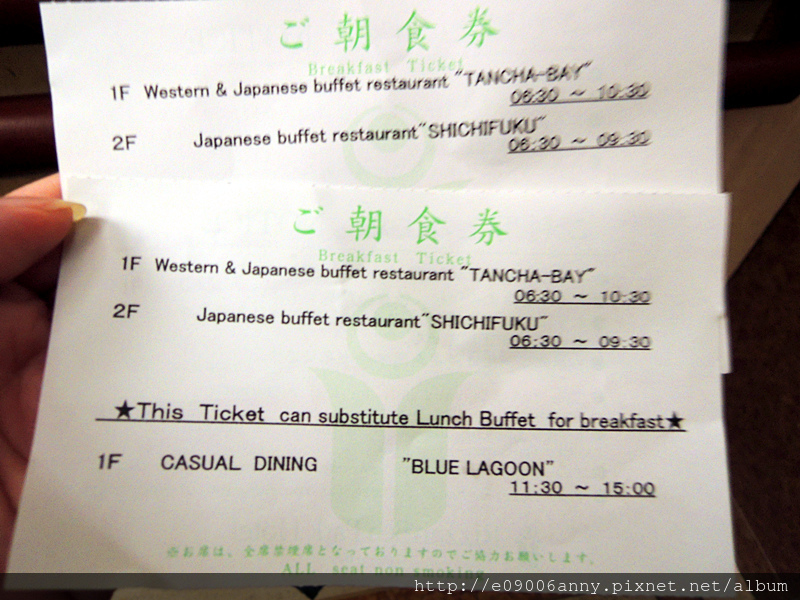 ご朝食券
Breakfast Ticket
1F Western & Japanese buffet restaurant "TANCHA-BAY"
06:30 ~ 10:30
2F Japanese buffet restaurant"SHICHIFUKU"
06:30 ~ 09:30
ご朝食券
Breakfast Ticket
1F Western & Japanese buffet restaurant "TANCHA-BAY"
06:30 ~ 10:30
2F Japanese buffet restaurant"SHICHIFUKU"
06:30 ~ 09:30
★This Ticket can substitute Lunch Buffet for breakfast★
1F CASUAL DINING "BLUE LAGOON"
11:30 ~ 15:00
※お席は、全席禁煙席となっておりますのでご協力お願いします。
ALL seat non smoking
http://e09006anny.pixnet.net/album